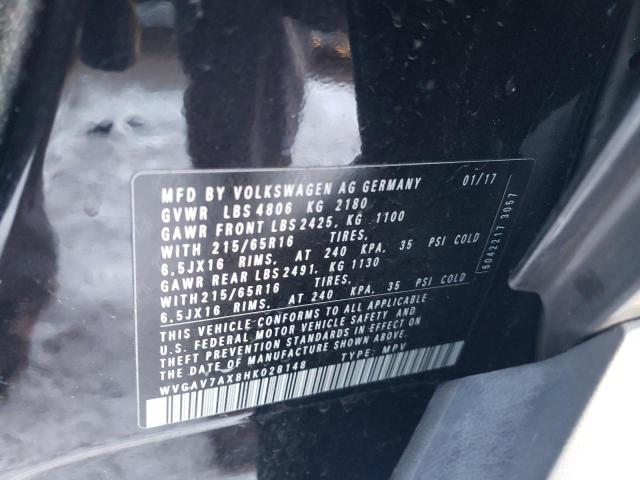 MFD BY VOLKSWAGEN AG GERMANY 01/17
GVWR LBS 4806 KG 2180
GAWR FRONT LBS 2425, KG 1100
WITH 215/65R16 TIRES,
6,5JX16 RIMS, AT 240 KPA, 35 PSI COLD
GAWR REAR LBS 2491, KG 1130
WITH 215/65R16 TIRES,
6,5JX16 RIMS, AT 240 KPA, 35 PSI COLD
THIS VEHICLE CONFORMS TO ALL APPLICABLE
U.S. FEDERAL MOTOR VEHICLE SAFETY AND
THEFT PREVENTION STANDARDS IN EFFECT ON
THE DATE OF MANUFACTURE SHOWN ABOVE
WVGAV7AX8HK028148 TYPE: MPV
6042217 3057